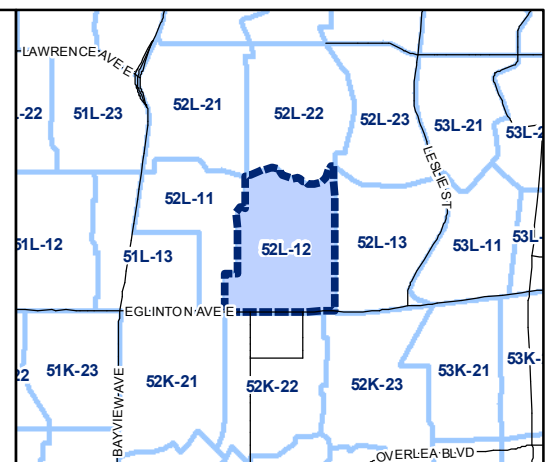 LAWRENCE AVE E
-22
51L-23
52L-21
52L-22
52L-23
53L-21
53L-2
LESLIE ST
52L-11
51L-12
51L-13
52L-12
52L-13
53L-11
53L-
EGLINTON AVE E
22
51K-23
52K-21
52K-22
52K-23
53K-21
53K-
BAYVIEW AVE
OVERLEA BLVD